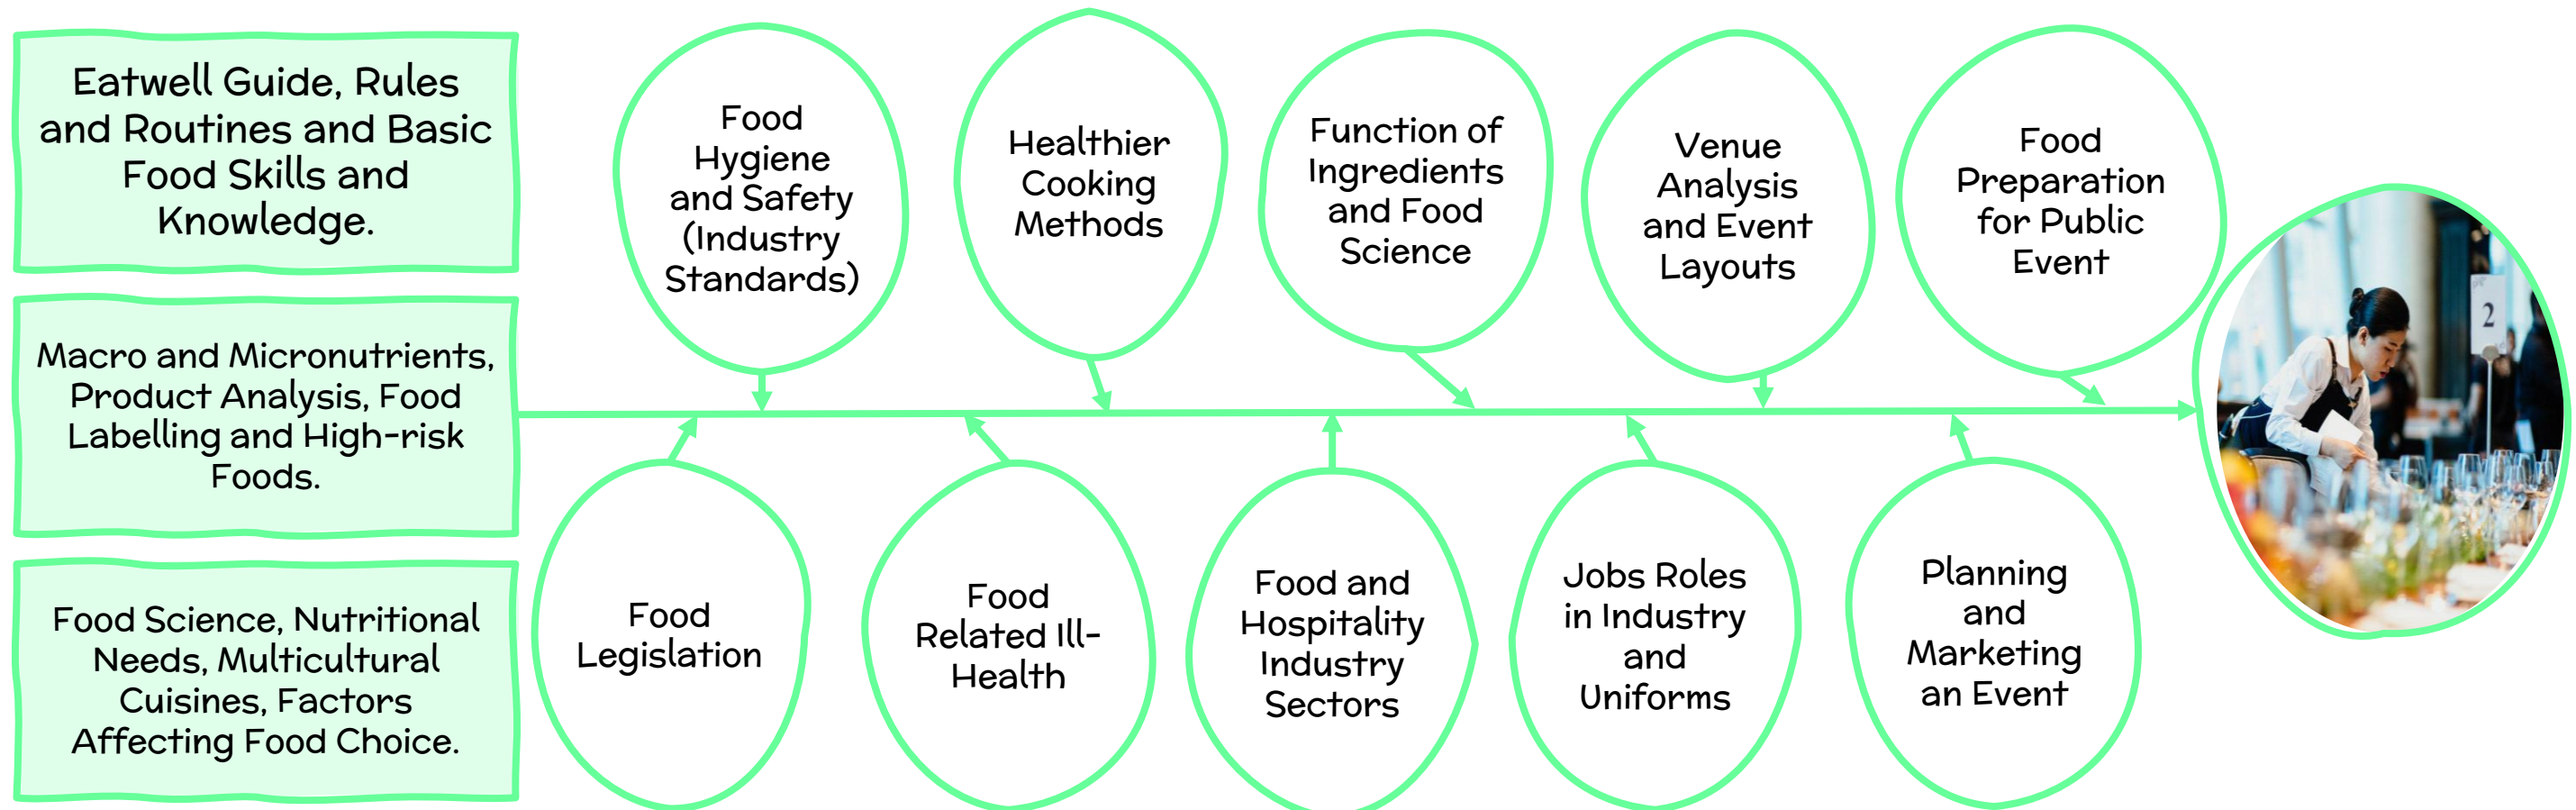 Eatwell Guide, Rules
and Routines and Basic
Food Skills and
Knowledge.
Macro and Micronutrients,
Product Analysis, Food
Labelling and High-risk
Foods.
Food Science, Nutritional
Needs, Multicultural
Cuisines, Factors
Affecting Food Choice.
Food
Hygiene
and Safety
(Industry
Standards)
Healthier
Cooking
Methods
Function of
Ingredients
and Food
Science
Venue
Analysis
and Event
Layouts
Food
Preparation
for Public
Event
Food
Legislation
Food
Related Ill-
Health
Food and
Hospitality
Industry
Sectors
Jobs Roles
in Industry
and
Uniforms
Planning
and
Marketing
an Event
2